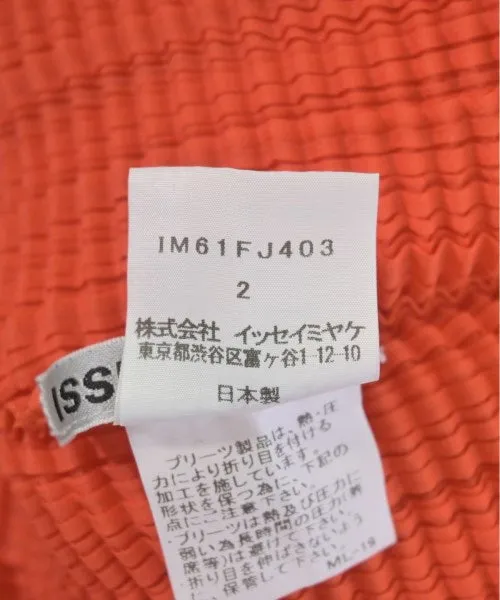 IM61FJ403
2
株式会社 イッセイミヤケ
東京都渋谷区富ヶ谷1-12-10
日本製
ISS
プリーツ製品は、熱・圧
力により折り目を付ける
加工を施しています。
形状を保つ為に、下記の
点にご注意下さい。
・プリーツは熱及び圧力に
弱い為長時間の圧力(
席等)は避けて下さい。
・折り目を伸ばさないよう
に保管して下さい。
ML-19